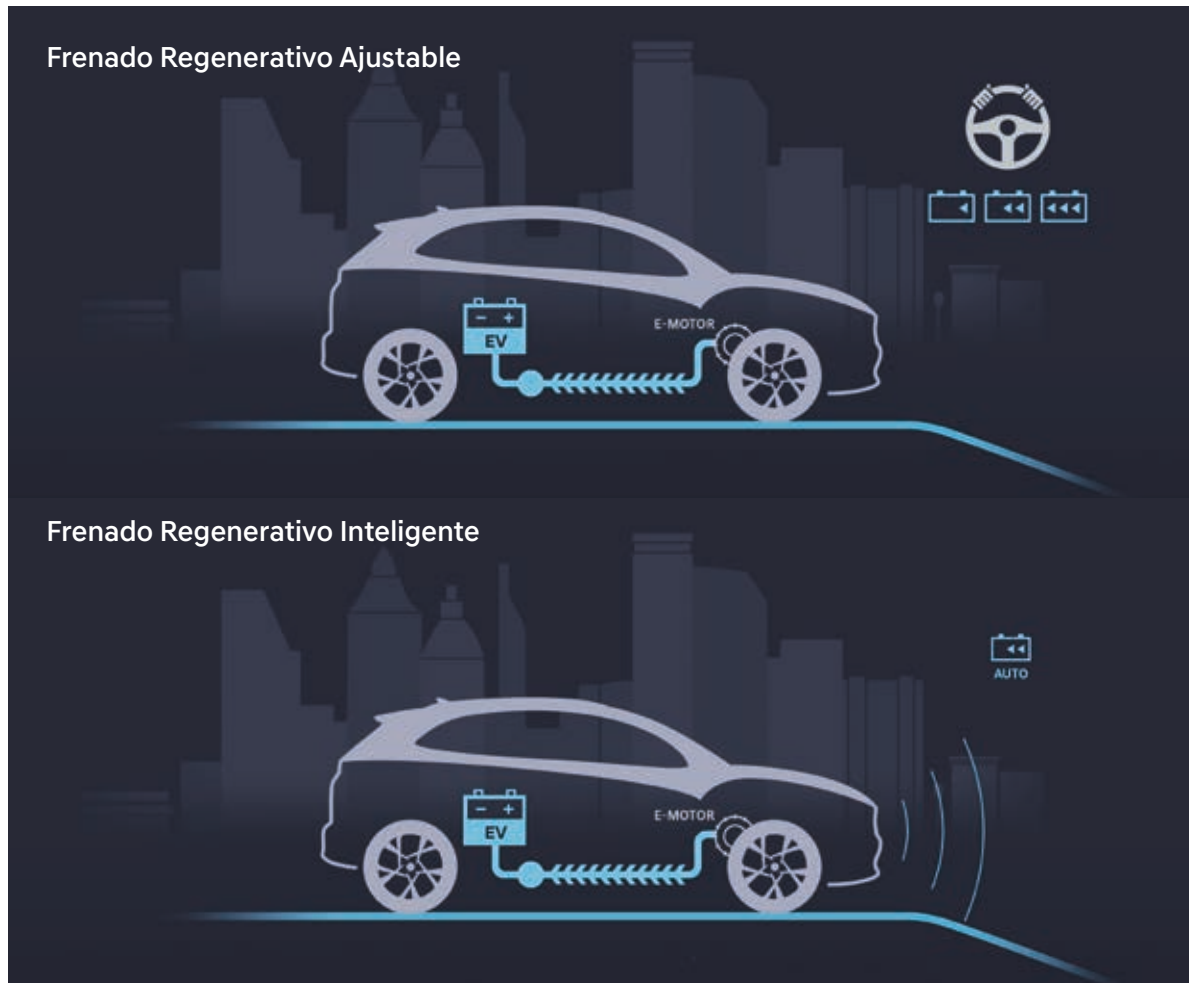 Frenado Regenerativo Ajustable
- +
E-MOTOR
EV
Frenado Regenerativo Inteligente
AUTO
- +
E-MOTOR
EV